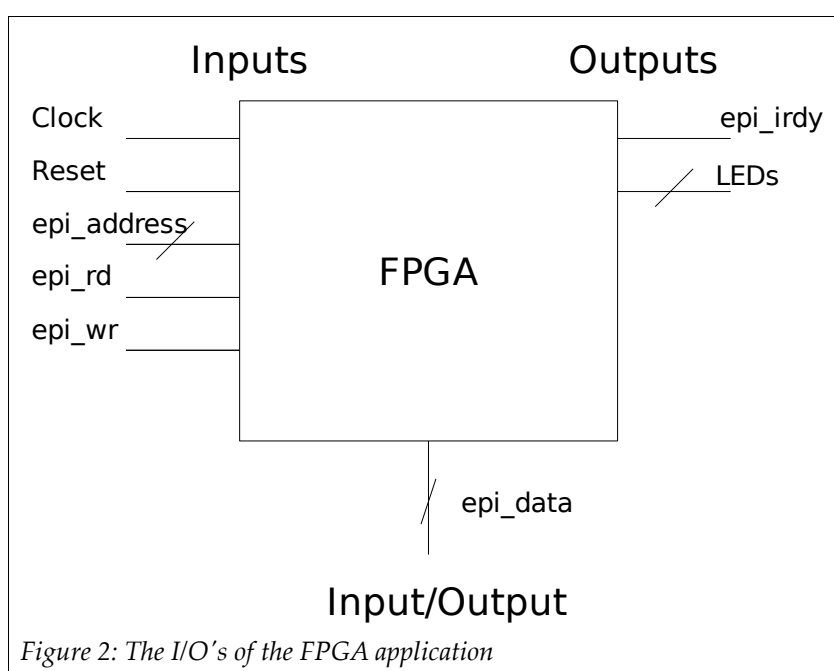 Inputs
Outputs
Clock
Reset
epi_address
epi_rd
epi_wr
FPGA
epi_irdy
LEDs
epi_data
Input/Output
Figure 2: The I/O's of the FPGA application